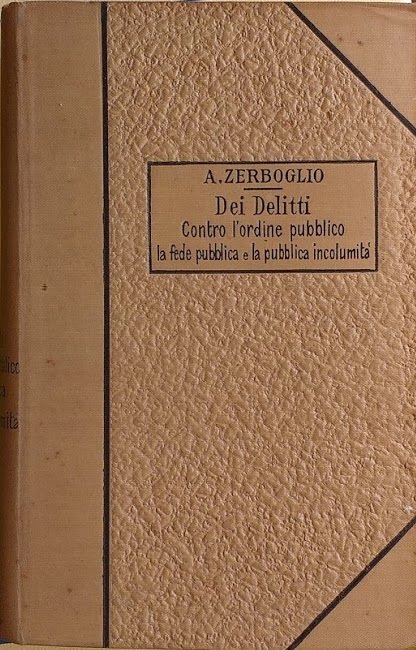 A. ZERBOGLIO
Dei Delitti
Contro l'ordine pubblico
la fede pubblica e la pubblica incolumità